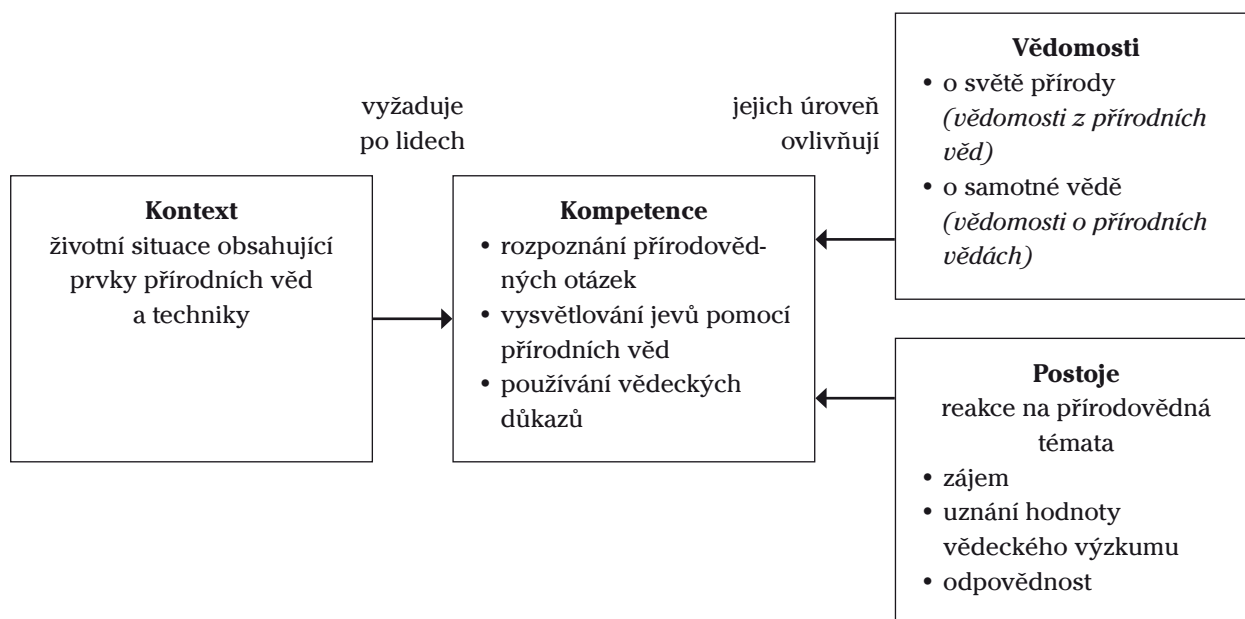 vyžaduje
po lidech
jejich úroveň
ovlivňují
Kontext
životní situace obsahující
prvky přírodních věd
a techniky
Kompetence
• rozpoznání přírodověd-
ných otázek
• vysvětlování jevů pomocí
přírodních věd
• používání vědeckých
důkazů
Vědomosti
• o světě přírody
(vědomosti z přírodních
věd)
• o samotné vědě
(vědomosti o přírodních
vědách)
Postoje
reakce na přírodovědná
témata
• zájem
• uznání hodnoty
vědeckého výzkumu
• odpovědnost